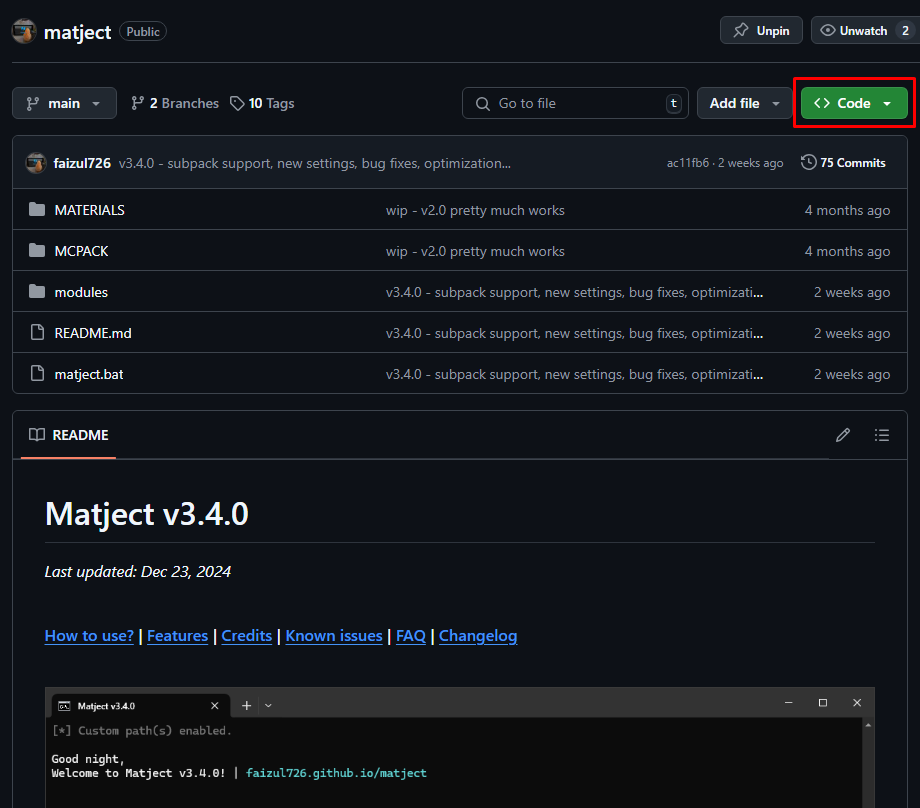 matject Public Unpin Unwatch 2
main 2 Branches 10 Tags Go to file t Add file <> Code
faizul726 v3.4.0 - subpack support, new settings, bug fixes, optimization... ac11fb6 · 2 weeks ago 75 Commits
MATERIALS wip - v2.0 pretty much works 4 months ago
MCPACK wip - v2.0 pretty much works 4 months ago
modules v3.4.0 - subpack support, new settings, bug fixes, optimizati... 2 weeks ago
README.md v3.4.0 - subpack support, new settings, bug fixes, optimizati... 2 weeks ago
matject.bat v3.4.0 - subpack support, new settings, bug fixes, optimizati... 2 weeks ago
README
Matject v3.4.0
Last updated: Dec 23, 2024
How to use? | Features | Credits | Known issues | FAQ | Changelog
Matject v3.4.0
[*] Custom path(s) enabled.
Good night,
Welcome to Matject v3.4.0! | faizul726.github.io/matject